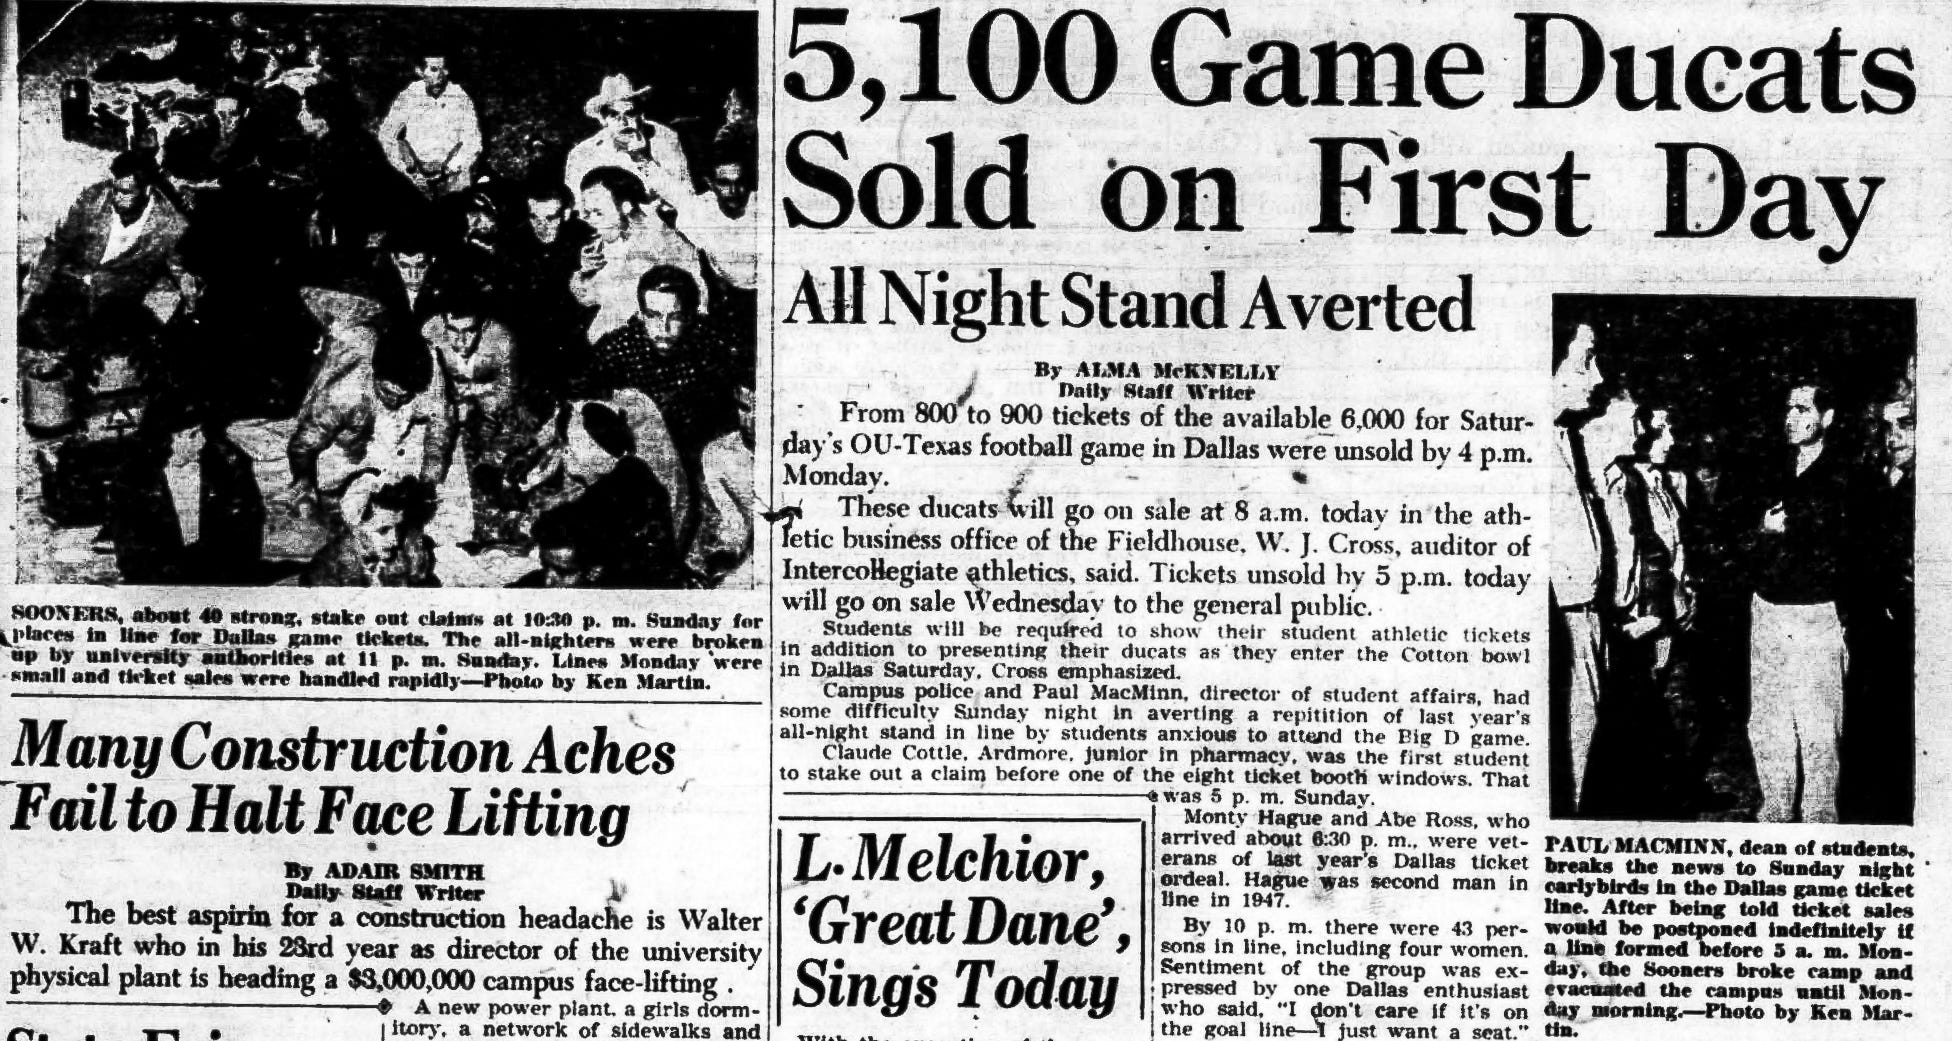 5,100 Game Ducats
Sold on First Day
All Night Stand Averted
By ALMA McKNELLY
Daily Staff Writer
From 800 to 900 tickets of the available 6,000 for Satur-
day's OU-Texas football game in Dallas were unsold by 4 p.m.
Monday.
These ducats will go on sale at 8 a.m. today in the ath-
letic business office of the Fieldhouse, W. J. Cross, auditor of
Intercollegiate athletics, said. Tickets unsold by 5 p.m. today
will go on sale Wednesday to the general public.
Students will be required to show their student athletic tickets
in addition to presenting their ducats as they enter the Cotton bowl
in Dallas Saturday, Cross emphasized.
Campus police and Paul MacMinn, director of student affairs, had
some difficulty Sunday night in averting a repitition of last year's
all-night stand in line by students anxious to attend the Big D game.
Claude Cottle, Ardmore, junior in pharmacy, was the first student
to stake out a claim before one of the eight ticket booth windows. That
was 5 p. m. Sunday.
Monty Hague and Abe Ross, who
arrived about 6:30 p. m., were vet-
erans of last year's Dallas ticket
ordeal. Hague was second man in
line in 1947.
By 10 p. m. there were 43 per-
sons in line, including four women.
Sentiment of the group was ex-
pressed by one Dallas enthusiast
who said, "I don't care if it's on
the goal line—I just want a seat."
PAUL MACMINN, dean of students,
breaks the news to Sunday night
earlybirds in the Dallas game ticket
line. After being told ticket sales
would be postponed indefinitely if
a line formed before 5 a. m. Mon-
day, the Sooners broke camp and
evacuated the campus until Mon-
day morning.—Photo by Ken Mar-
tin.
SOONERS, about 40 strong, stake out claims at 10:30 p. m. Sunday for
places in line for Dallas game tickets. The all-nighters were broken
up by university authorities at 11 p. m. Sunday. Lines Monday were
small and ticket sales were handled rapidly—Photo by Ken Martin.
Many Construction Aches
Fail to Halt Face Lifting
By ADAIR SMITH
Daily Staff Writer
The best aspirin for a construction headache is Walter
W. Kraft who in his 23rd year as director of the university
physical plant is heading a $3,000,000 campus face-lifting.
A new power plant, a girls dorm-
itory, a network of sidewalks and
L. Melchior,
'Great Dane',
Sings Today